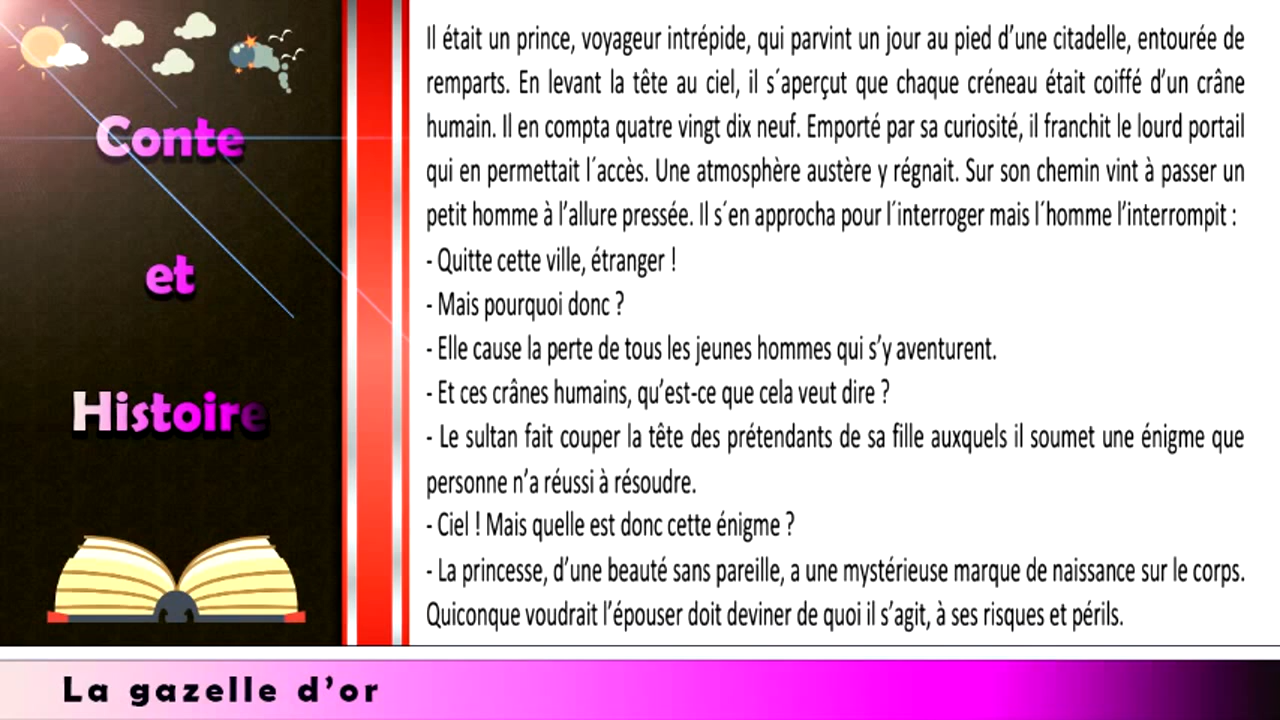 Conte
et
Histoire
Il était un prince, voyageur intrépide, qui parvint un jour au pied d’une citadelle, entourée de
remparts. En levant la tête au ciel, il s´aperçut que chaque créneau était coiffé d’un crâne
humain. Il en compta quatre vingt dix neuf. Emporté par sa curiosité, il franchit le lourd portail
qui en permettait l´accès. Une atmosphère austère y régnait. Sur son chemin vint à passer un
petit homme à l’allure pressée. Il s´en approcha pour l´interroger mais l´homme l’interrompit :
- Quitte cette ville, étranger !
- Mais pourquoi donc ?
- Elle cause la perte de tous les jeunes hommes qui s’y aventurent.
- Et ces crânes humains, qu’est-ce que cela veut dire ?
- Le sultan fait couper la tête des prétendants de sa fille auxquels il soumet une énigme que
personne n’a réussi à résoudre.
- Ciel ! Mais quelle est donc cette énigme ?
- La princesse, d’une beauté sans pareille, a une mystérieuse marque de naissance sur le corps.
Quiconque voudrait l’épouser doit deviner de quoi il s’agit, à ses risques et périls.
La gazelle d’or